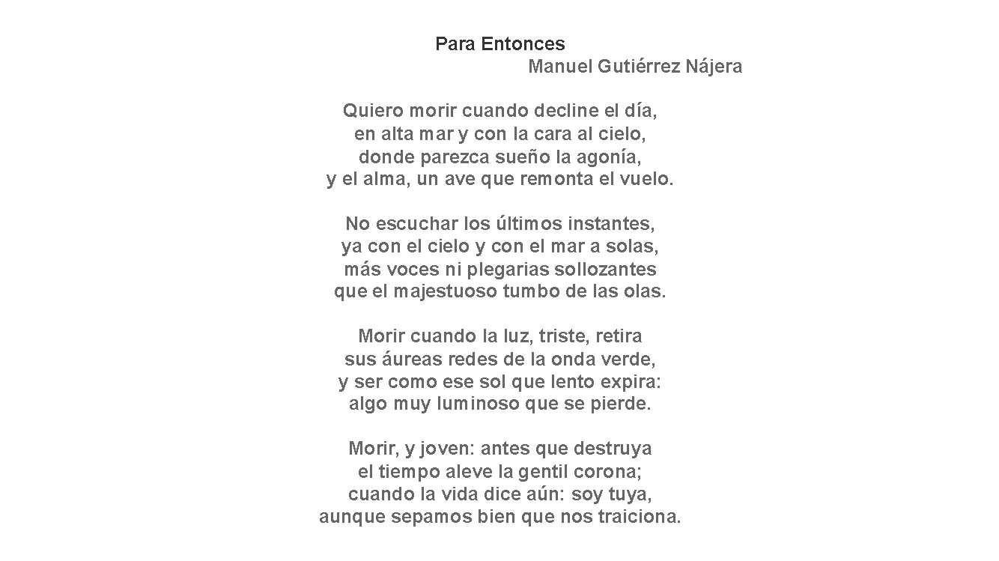 Para Entonces
Manuel Gutiérrez Nájera
Quiero morir cuando decline el día,
en alta mar y con la cara al cielo,
donde parezca sueño la agonía,
y el alma, un ave que remonta el vuelo.
No escuchar los últimos instantes,
ya con el cielo y con el mar a solas,
más voces ni plegarias sollozantes
que el majestuoso tumbo de las olas.
Morir cuando la luz, triste, retira
sus áureas redes de la onda verde,
y ser como ese sol que lento expira:
algo muy luminoso que se pierde.
Morir, y joven: antes que destruya
el tiempo aleve la gentil corona;
cuando la vida dice aún: soy tuya,
aunque sepamos bien que nos traiciona.